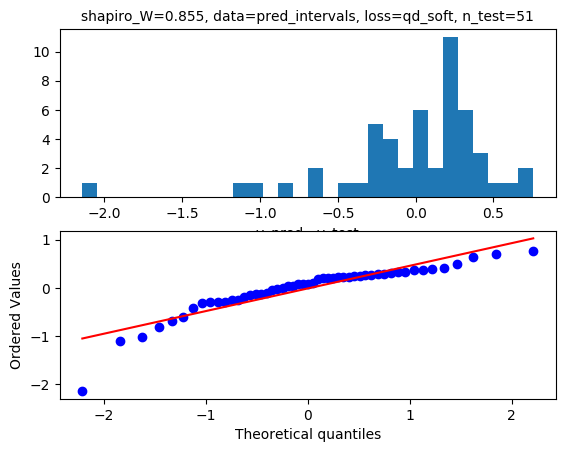 shapiro_W=0.855, data=pred_intervals, loss=qd_soft, n_test=51
10
8
6
4
2
0
−2.0 −1.5 −1.0 −0.5 0.0 0.5
1
0
−1
−2
Ordered Values
−2 −1 0 1 2
Theoretical quantiles